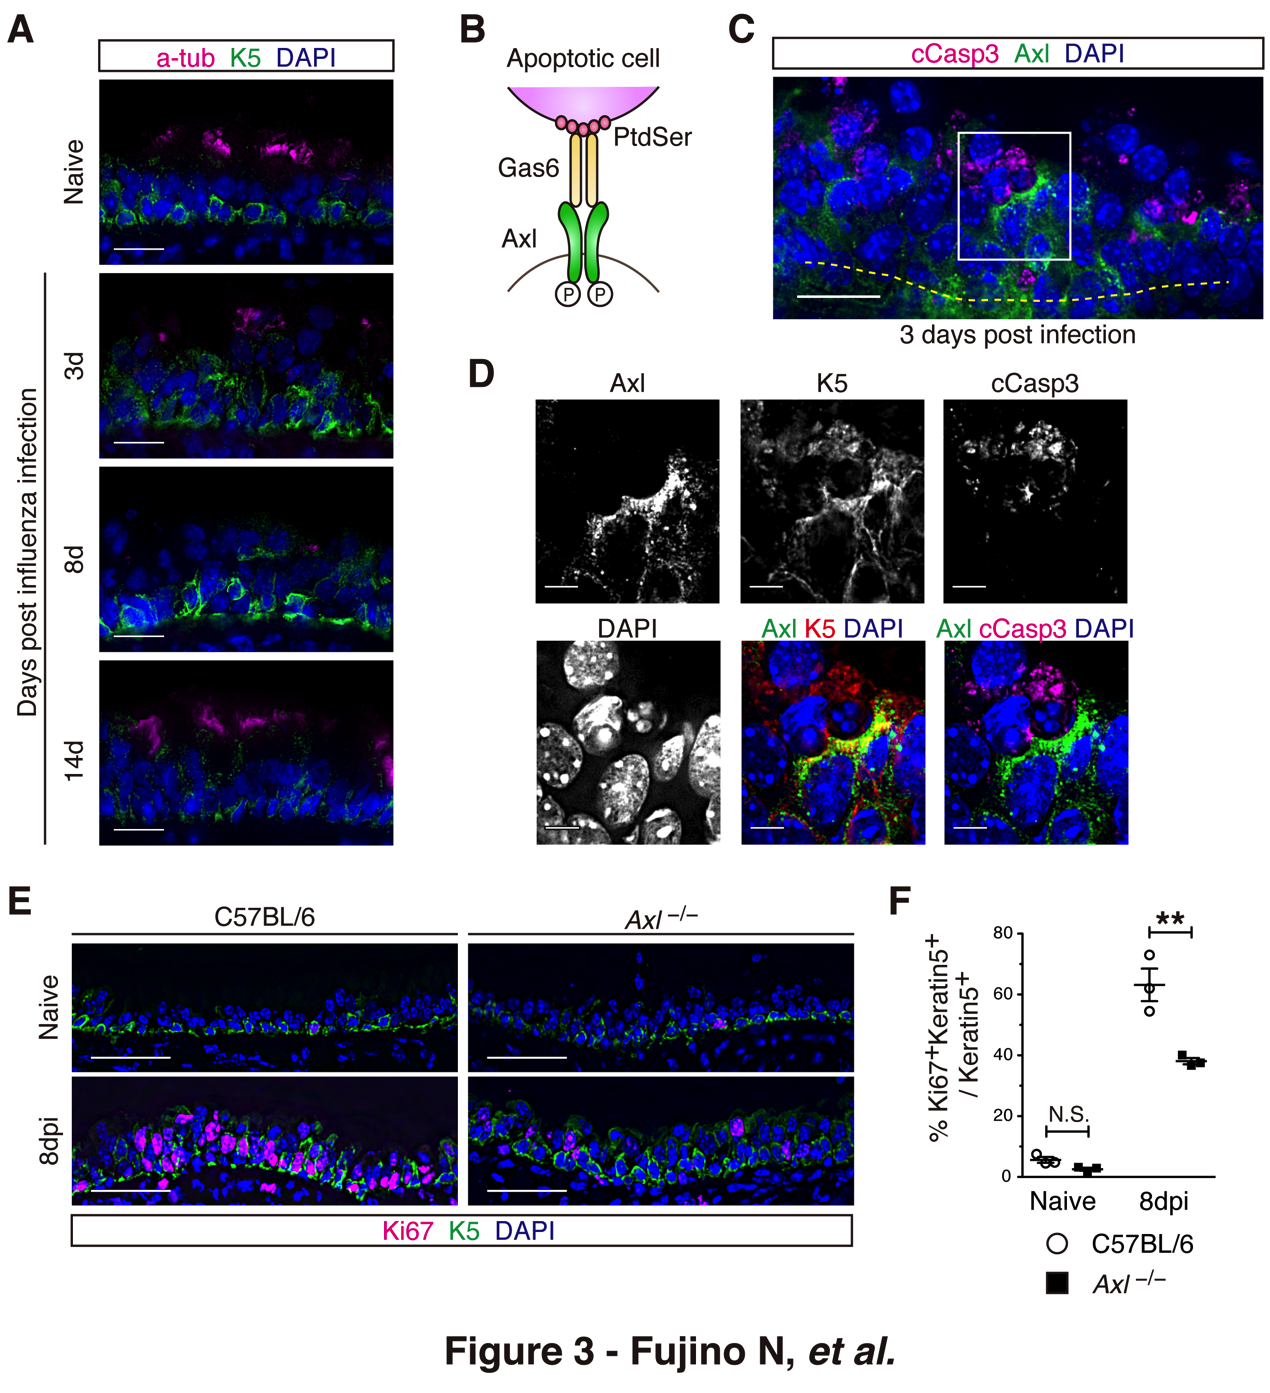 A
a-tub K5 DAPI
Naive
Days post influenza infection
3d
8d
14d
B
Apoptotic cell
PtdSer
Gas6
Axl
P P
C
cCasp3 Axl DAPI
3 days post infection
D
Axl K5 cCasp3
DAPI Axl K5 DAPI Axl cCasp3 DAPI
E
C57BL/6 Axl –/–
Naive
8dpi
Ki67 K5 DAPI
F
% Ki67+Keratin5+
/ Keratin5+
**
80
60
40
20
0
N.S.
Naive 8dpi
C57BL/6
Axl –/–
Figure 3 - Fujino N, et al.